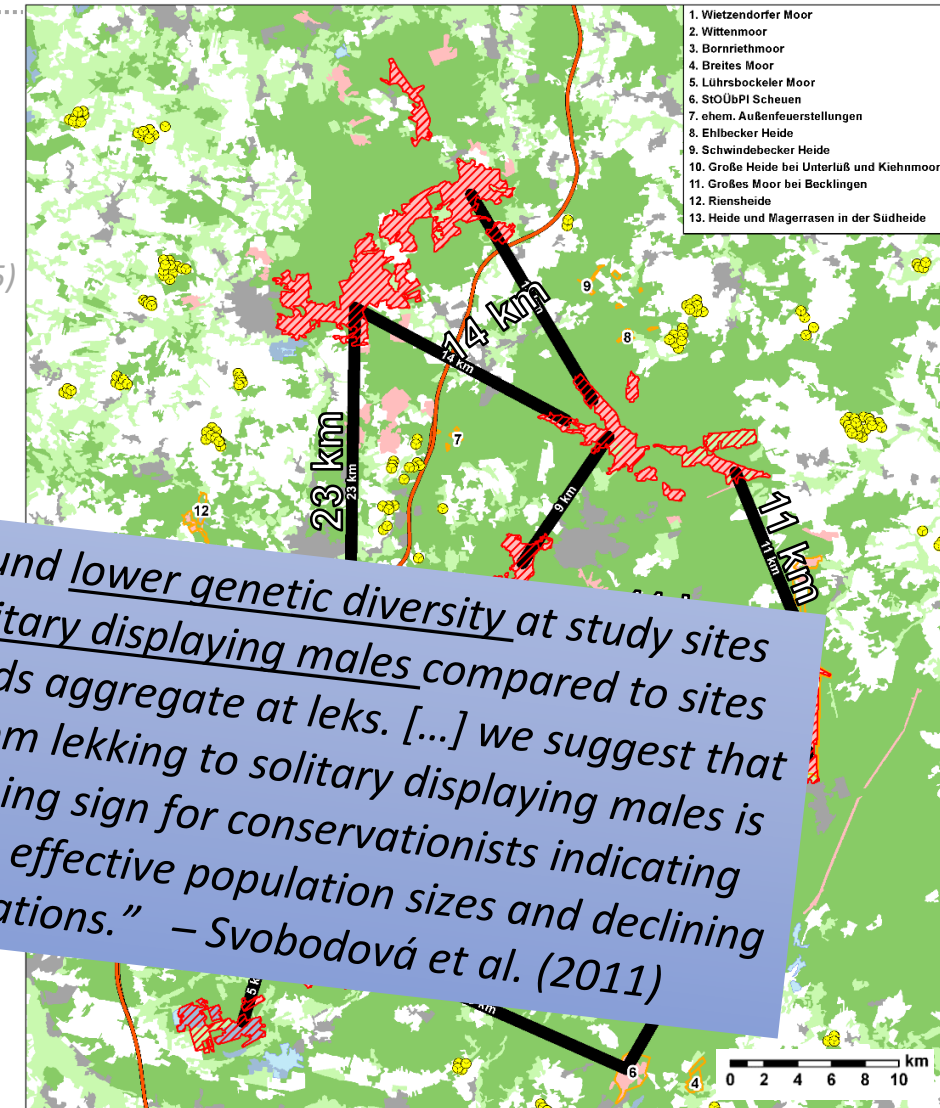 1. Wietzendorfer Moor
2. Wittenmoor
3. Bornriethmoor
4. Breites Moor
5. Lührsbockeler Moor
6. StOÜbPl Scheuen
7. ehem. Außenfeuerstellungen
8. Ehlbecker Heide
9. Schwindebecker Heide
10. Große Heide bei Unterlüß und Kiehnmoor
11. Großes Moor bei Becklingen
12. Riensheide
13. Heide und Magerrasen in der Südheide
9
8
14 km
14 km
7
23 km
23 km
12
9 km
11 km
11 km
lower genetic diversity at study sites
displaying males compared to sites
aggregate at leks. [...] we suggest that
lekking to solitary displaying males is
sign for conservationists indicating
effective population sizes and declining
– Svobodová et al. (2011)
6
4
km
0 2 4 6 8 10